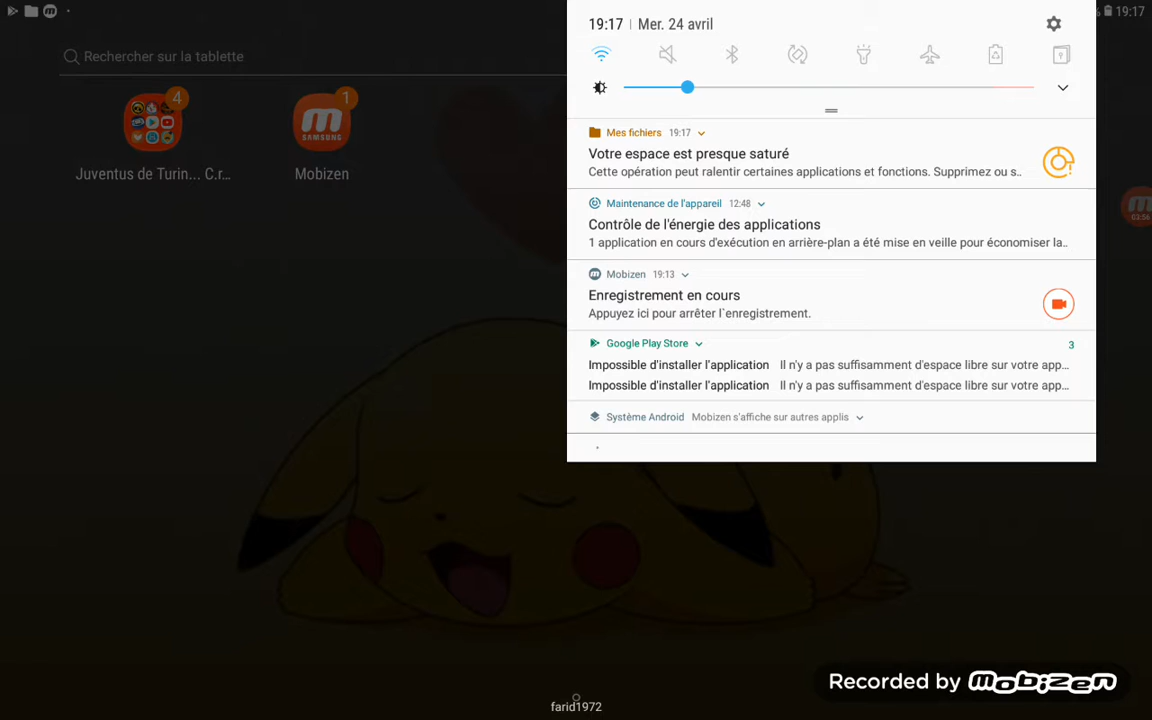 19:17
Rechercher sur la tablette
4
Juventus de Turin... C.r...
1
SAMSUNG
Mobizen
19:17 | Mer. 24 avril
Mes fichiers 19:17
Votre espace est presque saturé
Cette opération peut ralentir certaines applications et fonctions. Supprimez ou s..
Maintenance de l'appareil 12:48
Contrôle de l'énergie des applications
1 application en cours d'exécution en arrière-plan a été mise en veille pour économiser la..
Mobizen 19:13
Enregistrement en cours
Appuyez ici pour arrêter l`enregistrement.
03:56
Google Play Store 3
Impossible d'installer l'application Il n'y a pas suffisamment d'espace libre sur votre app...
Impossible d'installer l'application Il n'y a pas suffisamment d'espace libre sur votre app...
Système Android Mobizen s'affiche sur autres applis
Recorded by mobizen
farid1972